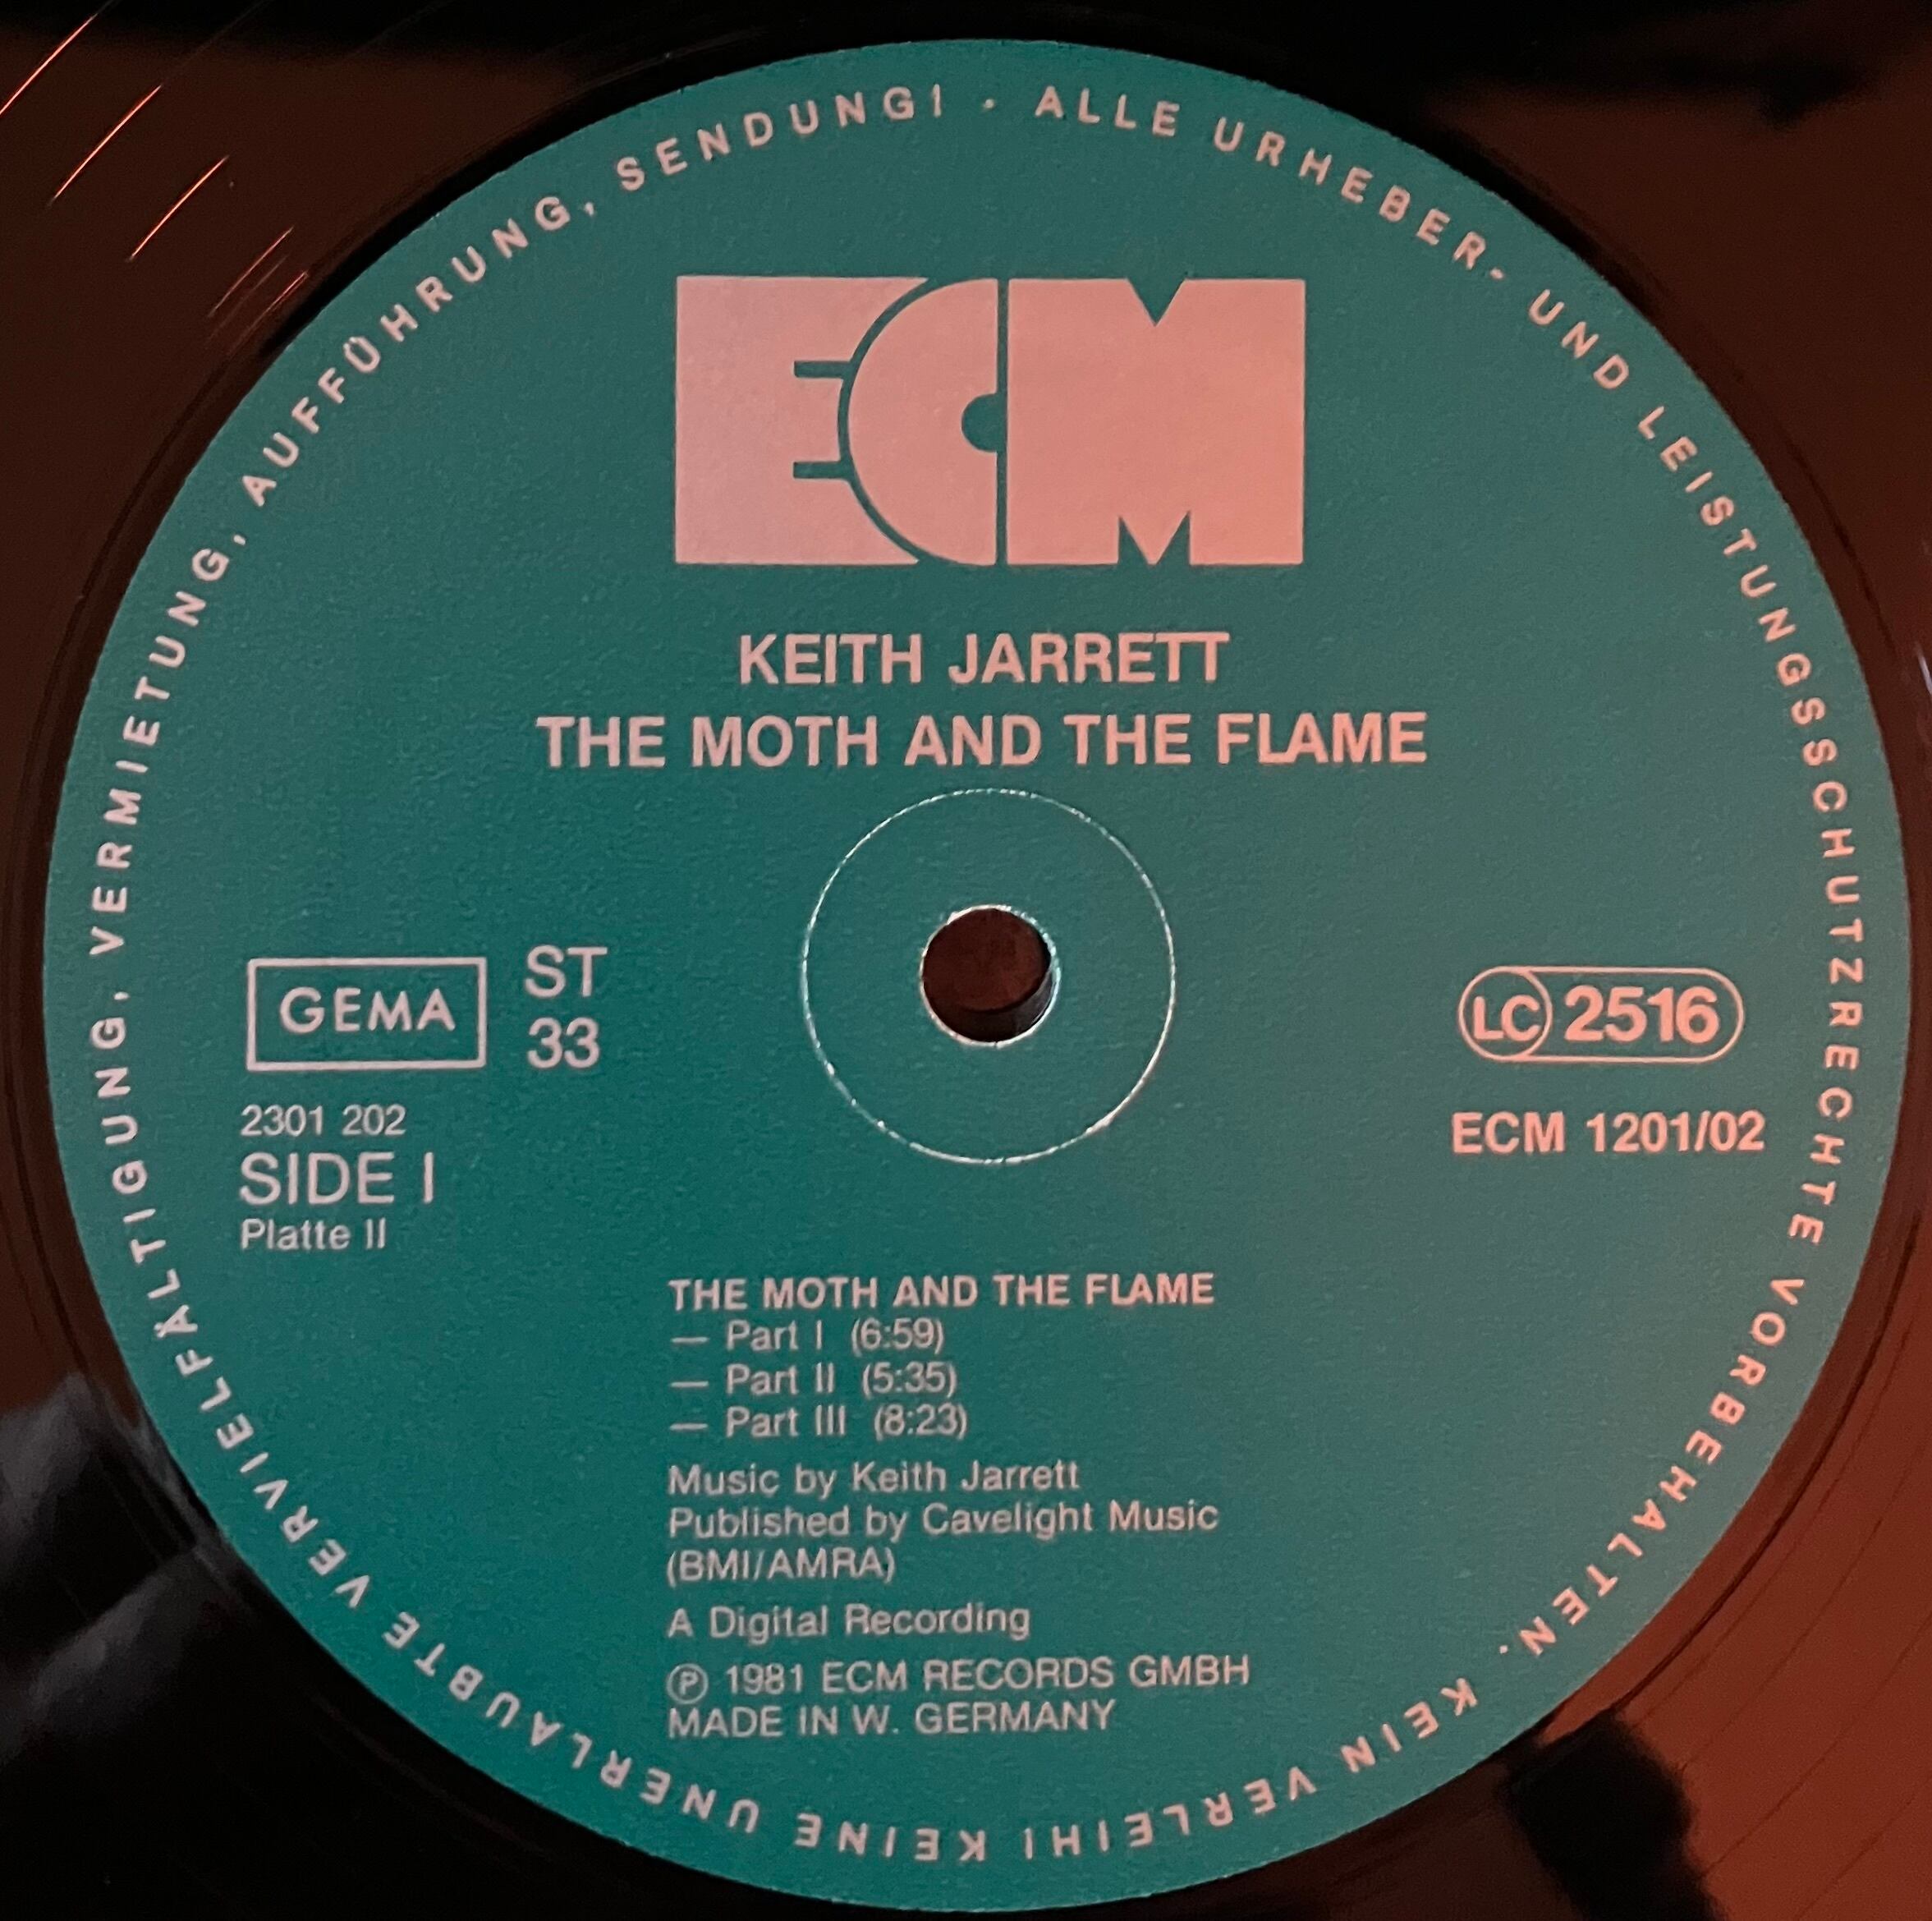 ALLE URHEBER- UND LEISTUNGSSCHUTZRECHTE VORBEHALTEN. KEIN VERLEIH! KEINE UNERLAUBTE VERVIELFÄLTIGUNG, VERMIETUNG, AUFFÜHRUNG, SENDUNG! ·
ECM
KEITH JARRETT
THE MOTH AND THE FLAME
GEMA
ST
33
2301 202
SIDE I
Platte II
LC 2516
ECM 1201/02
THE MOTH AND THE FLAME
— Part I (6:59)
— Part II (5:35)
— Part III (8:23)
Music by Keith Jarrett
Published by Cavelight Music
(BMI/AMRA)
A Digital Recording
℗ 1981 ECM RECORDS GMBH
MADE IN W. GERMANY